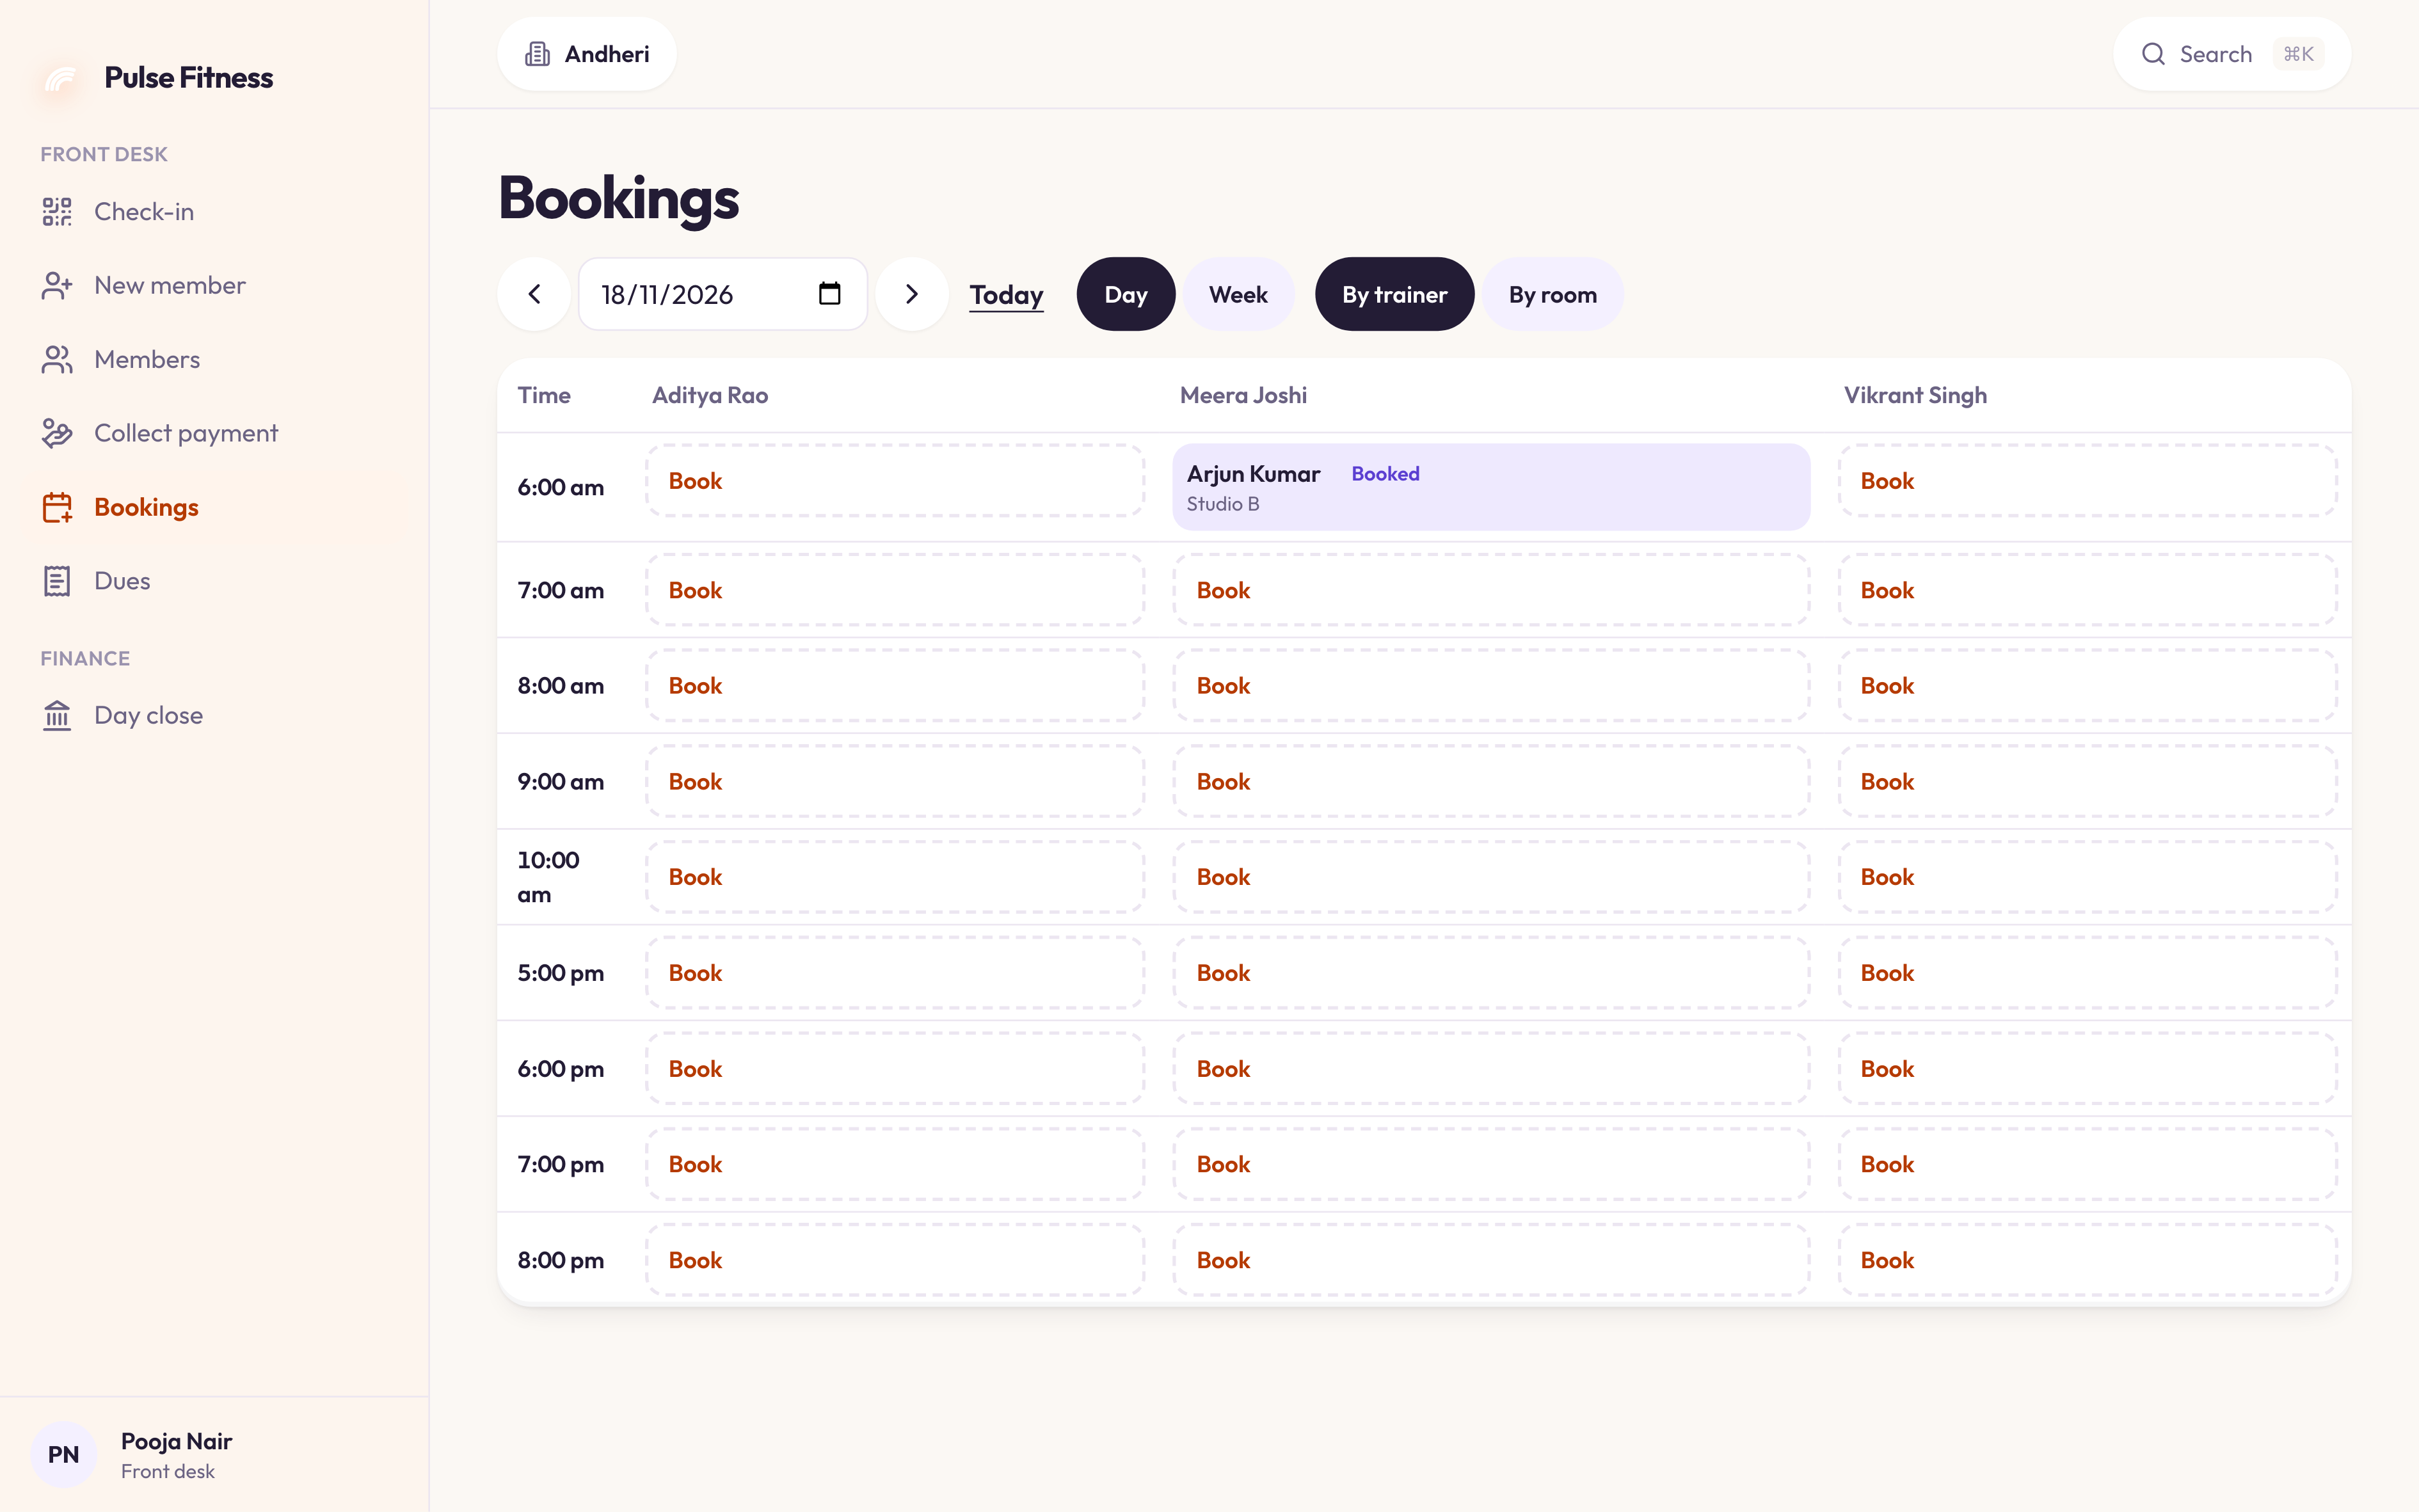 Pulse Fitness
FRONT DESK
Check-in
New member
Members
Collect payment
Bookings
Dues
FINANCE
Day close
PN
Pooja Nair
Front desk
Andheri
Search ⌘K
Bookings
18/11/2026
Today
Day
Week
By trainer
By room
Time Aditya Rao Meera Joshi Vikrant Singh
6:00 am Book Arjun Kumar Booked Book
Studio B
7:00 am Book Book Book
8:00 am Book Book Book
9:00 am Book Book Book
10:00
am Book Book Book
5:00 pm Book Book Book
6:00 pm Book Book Book
7:00 pm Book Book Book
8:00 pm Book Book Book